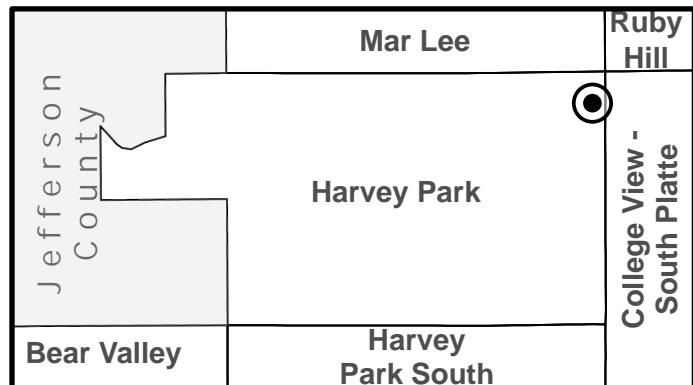 Mar Lee
Ruby
Hill
Jefferson
County
Harvey Park
College View -
South Platte
Bear Valley
Harvey
Park South